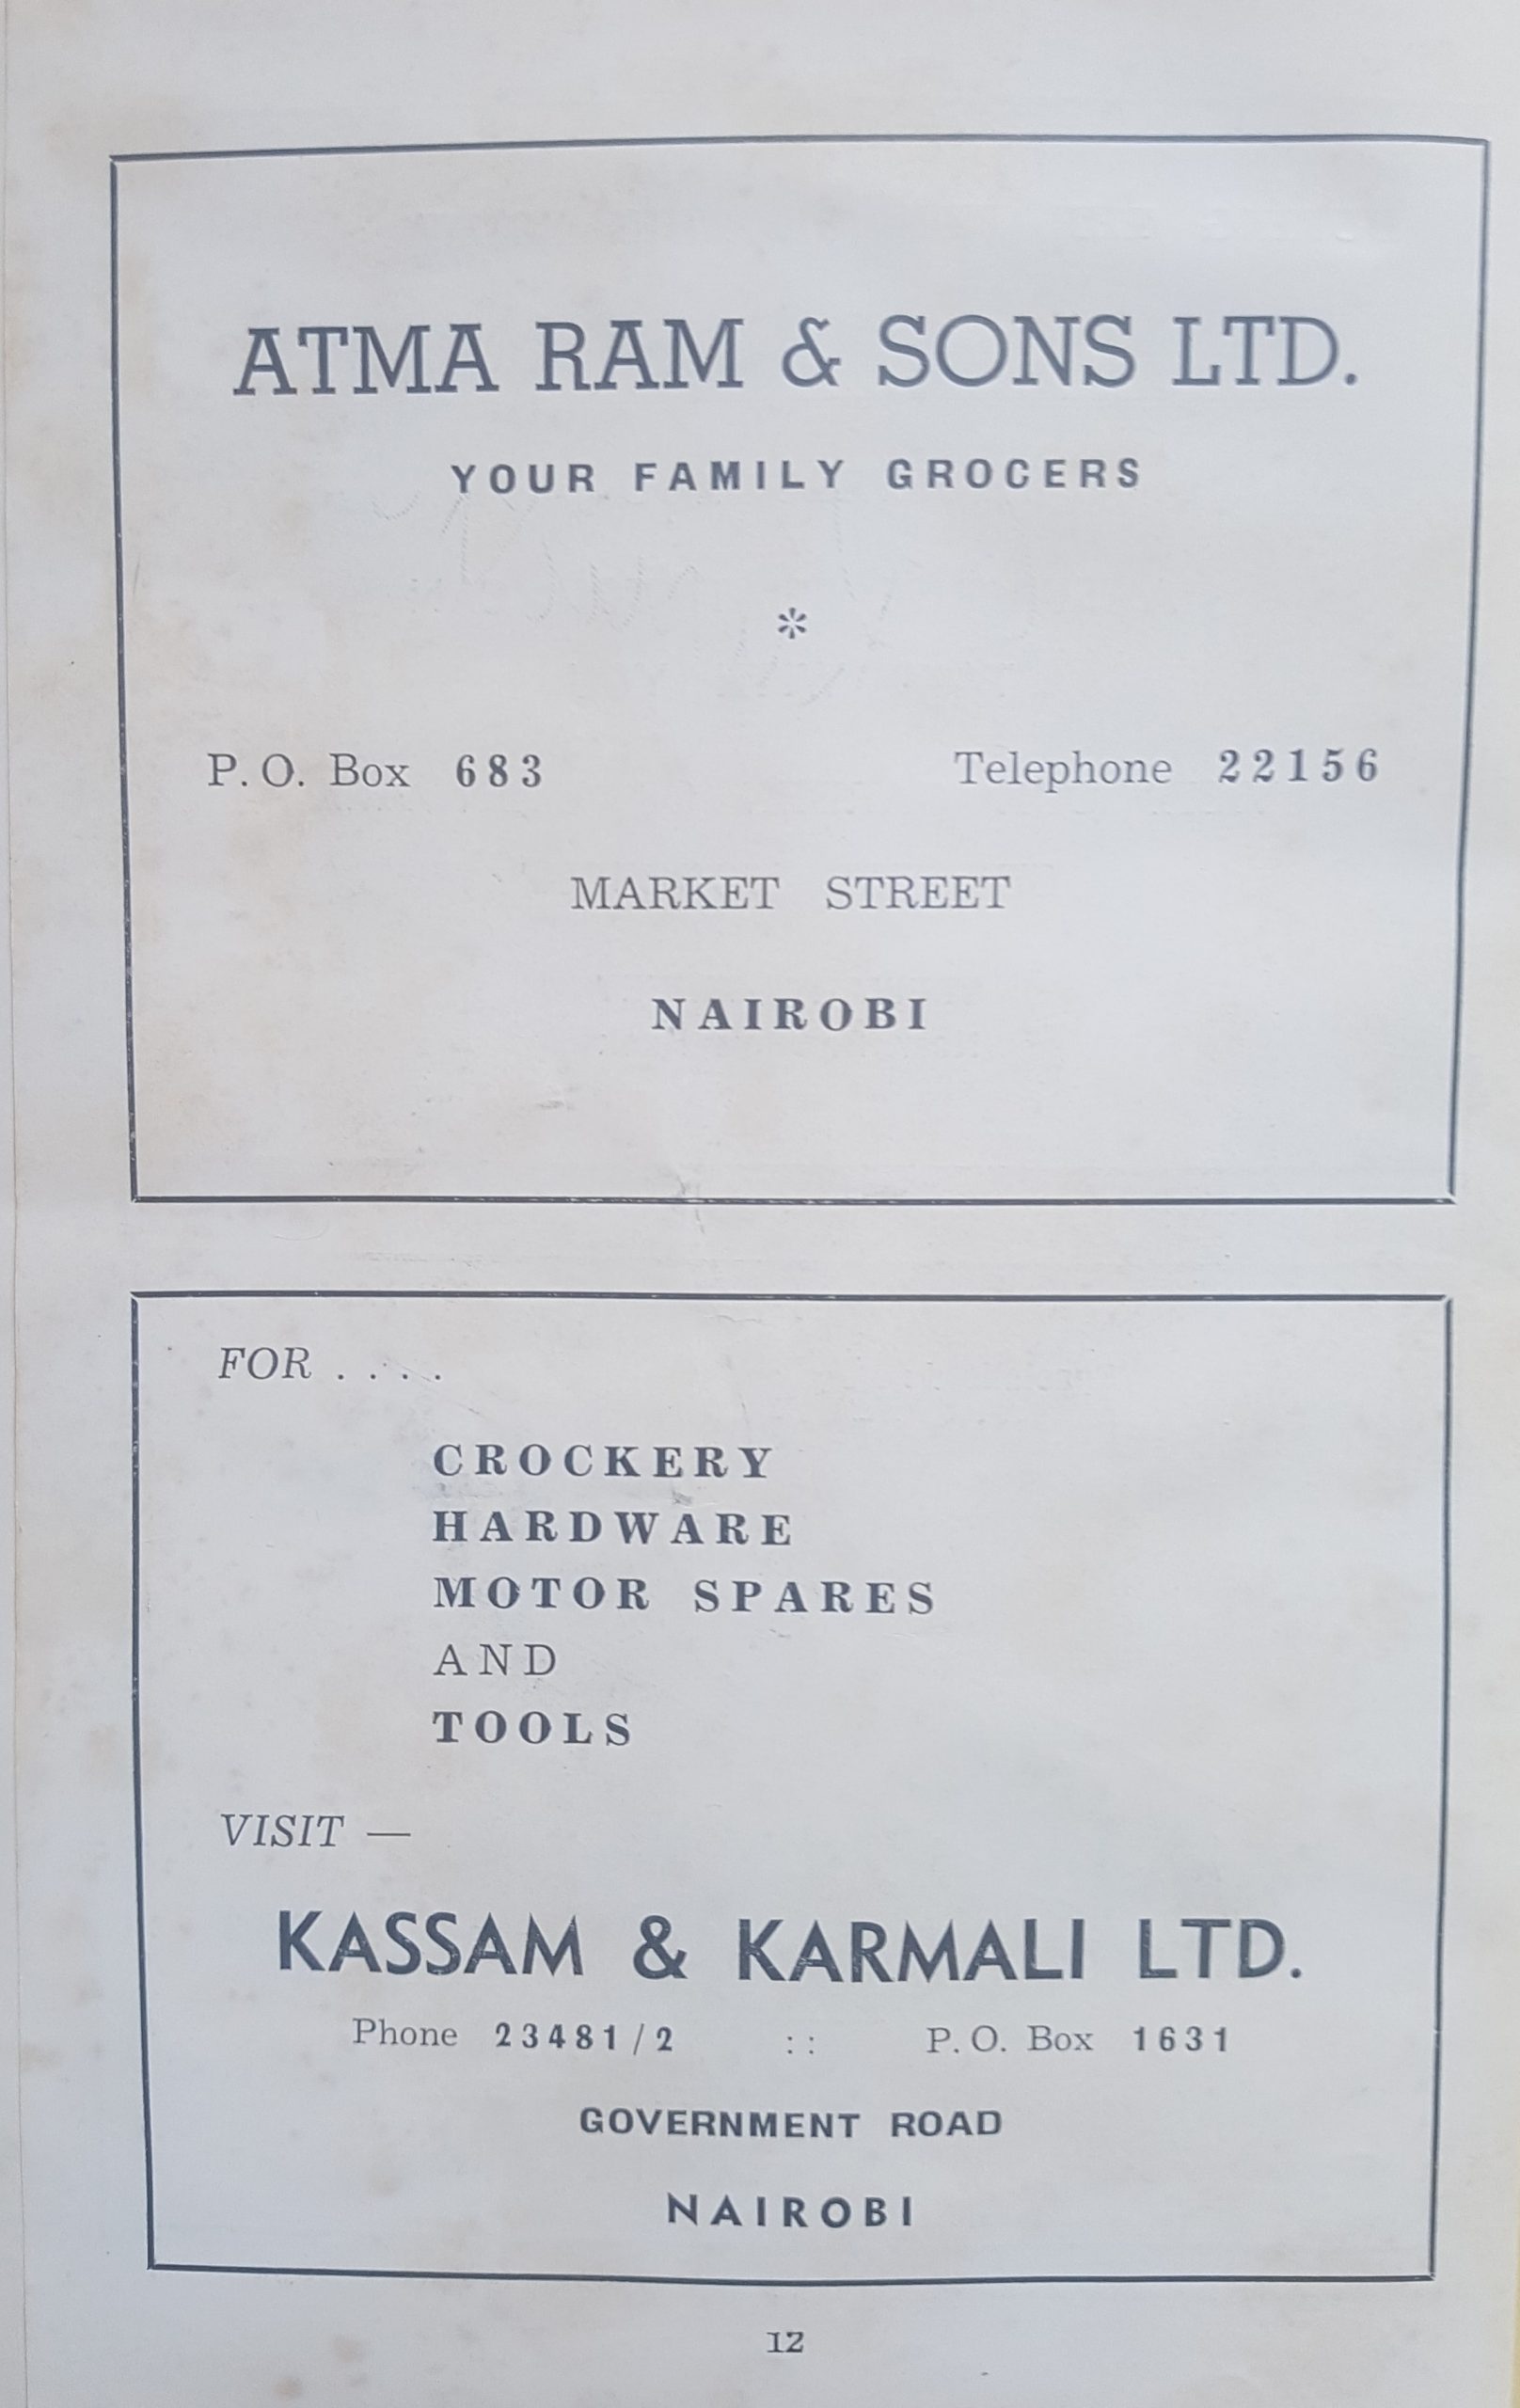 ATMA RAM & SONS LTD.
YOUR FAMILY GROCERS
*
P. O. Box 683 Telephone 22156
MARKET STREET
NAIROBI
FOR . . . .
CROCKERY
HARDWARE
MOTOR SPARES
AND
TOOLS
VISIT —
KASSAM & KARMALI LTD.
Phone 23481/2 : : P. O. Box 1631
GOVERNMENT ROAD
NAIROBI
12